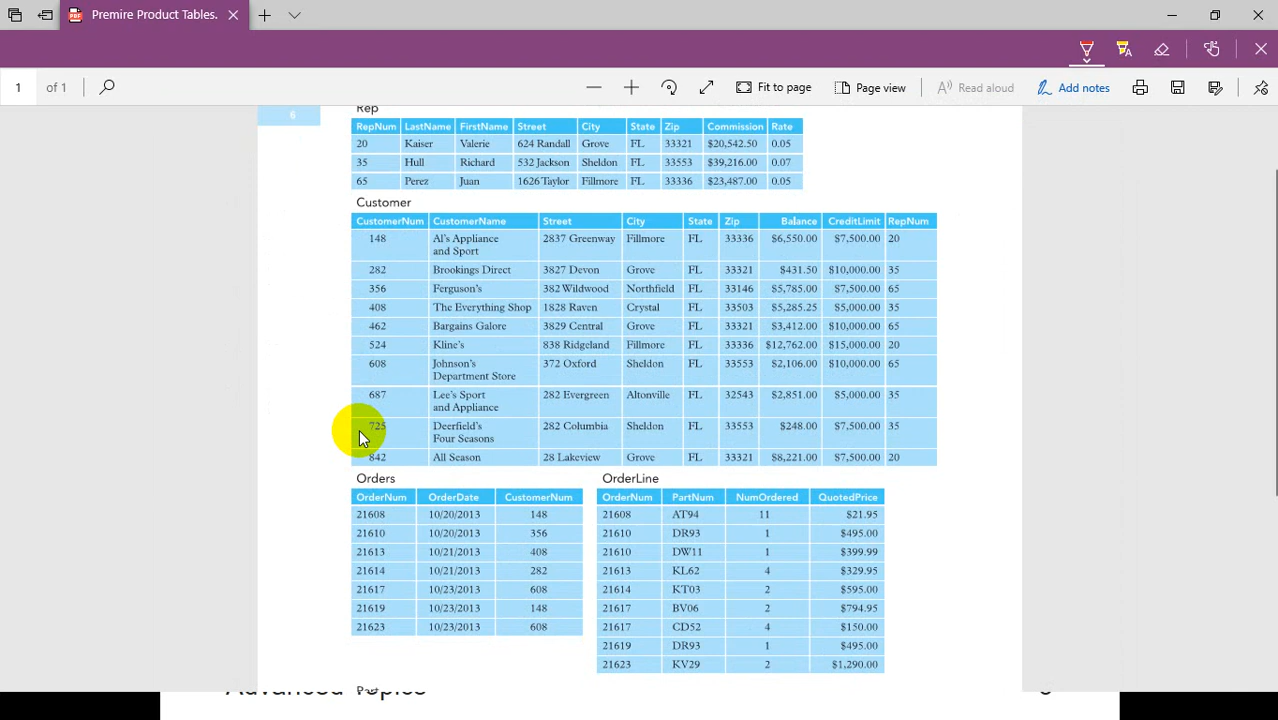 Premire Product Tables.
1 of 1 Fit to page Page view Read aloud Add notes
6
Rep
RepNum LastName FirstName Street City State Zip Commission Rate
20 Kaiser Valerie 624 Randall Grove FL 33321 $20,542.50 0.05
35 Hull Richard 532 Jackson Sheldon FL 33553 $39,216.00 0.07
65 Perez Juan 1626 Taylor Fillmore FL 33336 $23,487.00 0.05
Customer
CustomerNum CustomerName Street City State Zip Balance CreditLimit RepNum
148 Al's Appliance 2837 Greenway Fillmore FL 33336 $6,550.00 $7,500.00 20
and Sport
282 Brookings Direct 3827 Devon Grove FL 33321 $431.50 $10,000.00 35
356 Ferguson's 382 Wildwood Northfield FL 33146 $5,785.00 $7,500.00 65
408 The Everything Shop 1828 Raven Crystal FL 33503 $5,285.25 $5,000.00 35
462 Bargains Galore 3829 Central Grove FL 33321 $3,412.00 $10,000.00 65
524 Kline's 838 Ridgeland Fillmore FL 33336 $12,762.00 $15,000.00 20
608 Johnson's 372 Oxford Sheldon FL 33553 $2,106.00 $10,000.00 65
Department Store
687 Lee's Sport 282 Evergreen Altonville FL 32543 $2,851.00 $5,000.00 35
and Appliance
725 Deerfield's 282 Columbia Sheldon FL 33553 $248.00 $7,500.00 35
Four Seasons
842 All Season 28 Lakeview Grove FL 33321 $8,221.00 $7,500.00 20
Orders
OrderNum OrderDate CustomerNum
21608 10/20/2013 148
21610 10/20/2013 356
21613 10/21/2013 408
21614 10/21/2013 282
21617 10/23/2013 608
21619 10/23/2013 148
21623 10/23/2013 608
OrderLine
OrderNum PartNum NumOrdered QuotedPrice
21608 AT94 11 $21.95
21610 DR93 1 $495.00
21610 DW11 1 $399.99
21613 KL62 4 $329.95
21614 KT03 2 $595.00
21617 BV06 2 $794.95
21617 CD52 4 $150.00
21619 DR93 1 $495.00
21623 KV29 2 $1,290.00
Part
Advanced Topics